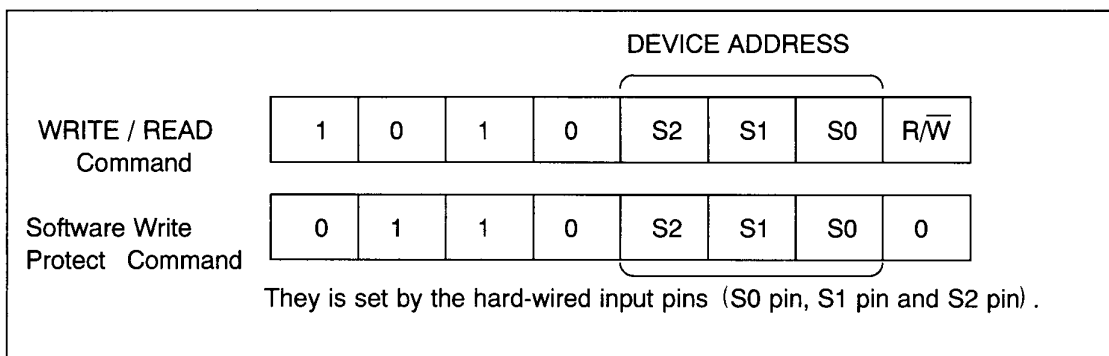 DEVICE ADDRESS
WRITE / READ
Command
1 0 1 0 S2 S1 S0 R/W̅
Software Write
Protect Command
0 1 1 0 S2 S1 S0 0
They is set by the hard-wired input pins (S0 pin, S1 pin and S2 pin) .